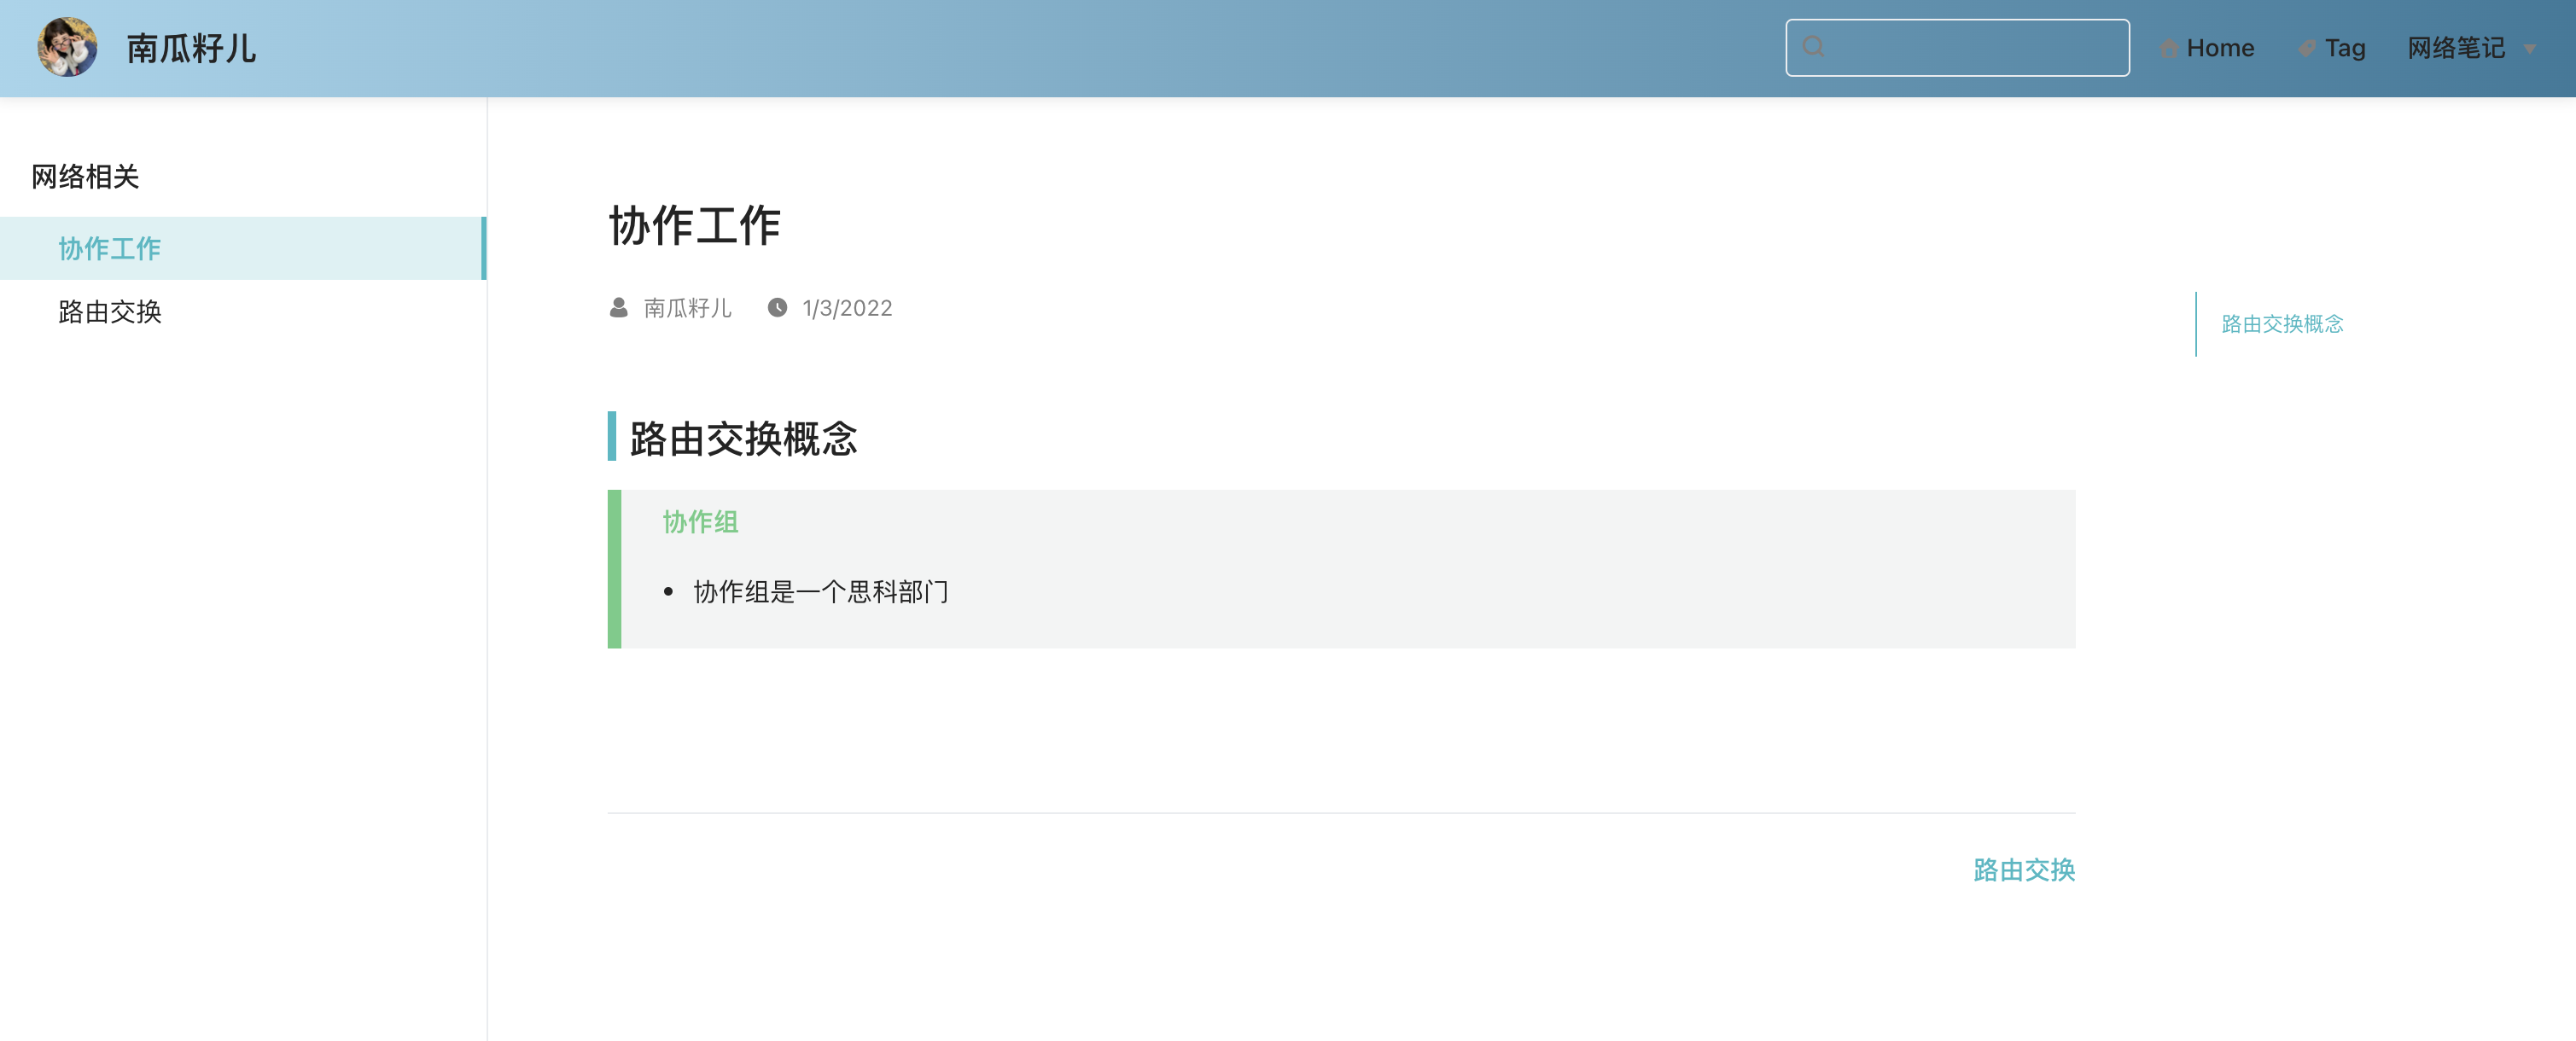 南瓜籽儿
Home
Tag
网络笔记
网络相关
协作工作
路由交换
协作工作
南瓜籽儿 1/3/2022
路由交换概念
路由交换概念
协作组
协作组是一个思科部门
路由交换